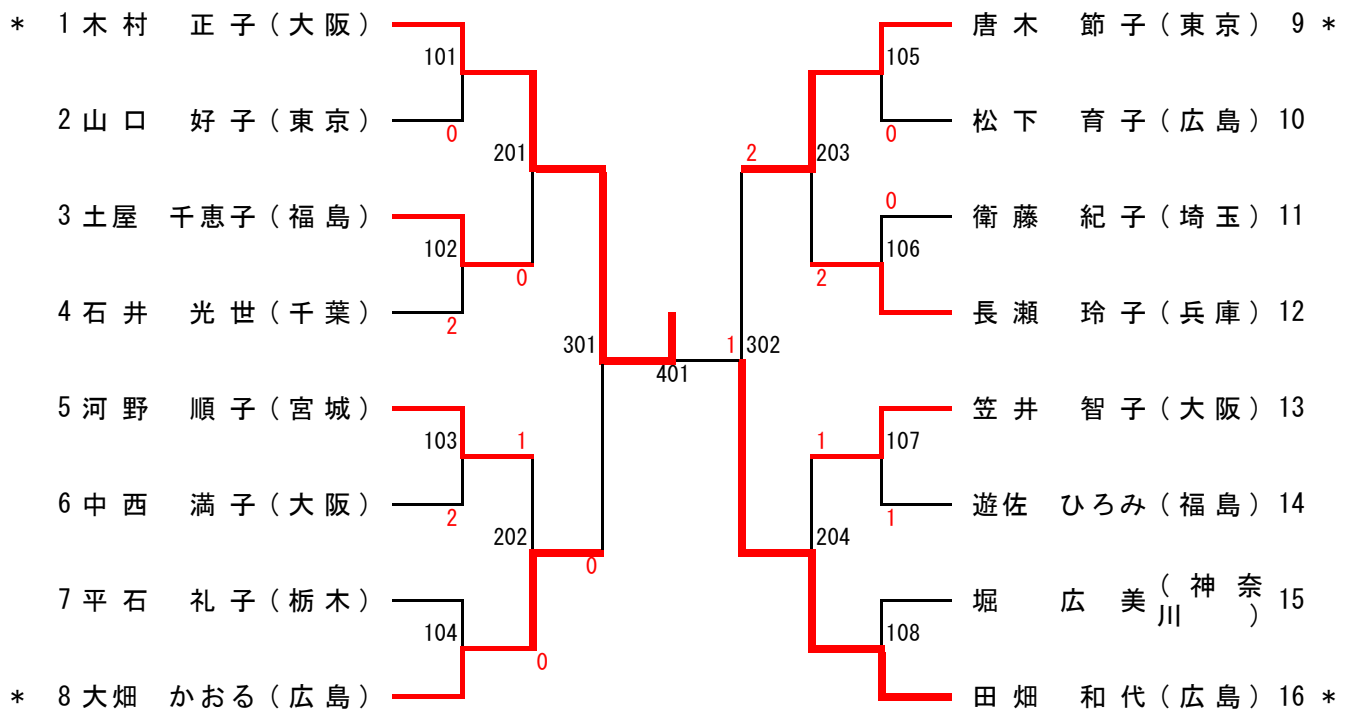 * 1 木村 正子(大阪)
101
2 山口 好子(東京)
0
201
3 土屋 千恵子(福島)
102
0
4 石井 光世(千葉)
2
301
5 河野 順子(宮城)
103
1
6 中西 満子(大阪)
2
202
0
7 平石 礼子(栃木)
104
0
* 8 大畑 かおる(広島)
401
唐木 節子(東京) 9 *
105
松下 育子(広島) 10
0
2
203
0
衛藤 紀子(埼玉) 11
106
2
長瀬 玲子(兵庫) 12
1
302
笠井 智子(大阪) 13
1
107
遊佐 ひろみ(福島) 14
1
204
堀 広美(神奈川) 15
108
田畑 和代(広島) 16 *